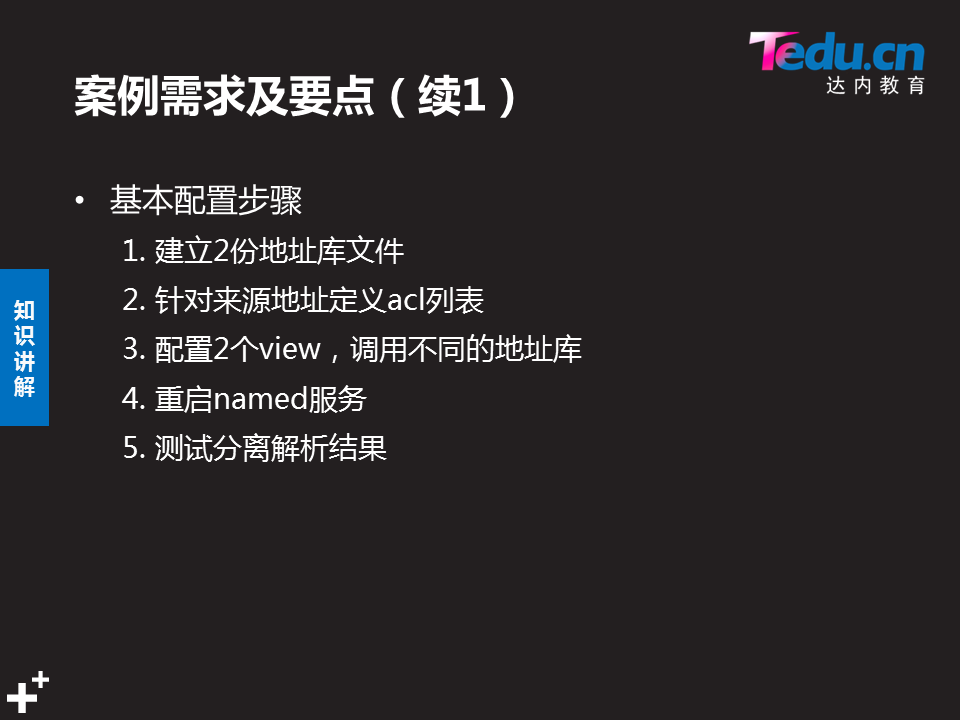 Tedu.cn
达内教育
案例需求及要点（续1）
• 基本配置步骤
1. 建立2份地址库文件
2. 针对来源地址定义acl列表
3. 配置2个view，调用不同的地址库
4. 重启named服务
5. 测试分离解析结果
知
识
讲
解